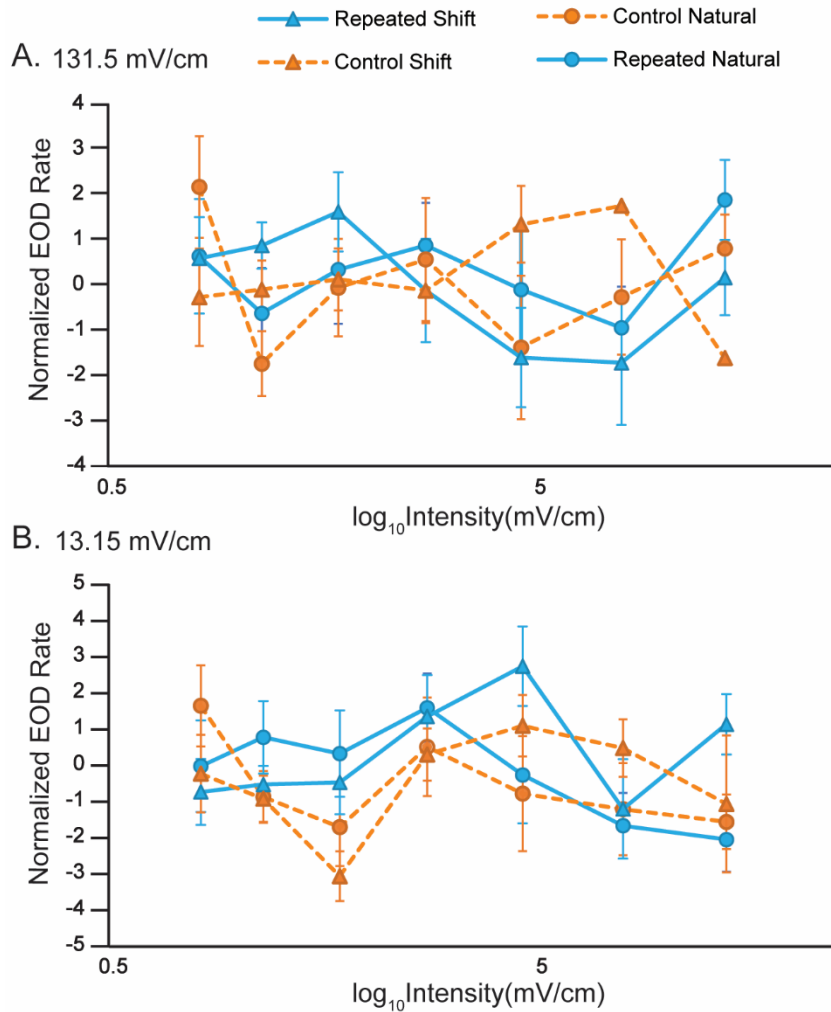 Repeated Shift Control Natural
Control Shift Repeated Natural
A. 131.5 mV/cm
Normalized EOD Rate
4
3
2
1
0
-1
-2
-3
-4
0.5 5
log₁₀Intensity(mV/cm)
B. 13.15 mV/cm
Normalized EOD Rate
5
4
3
2
1
0
-1
-2
-3
-4
-5
0.5 5
log₁₀Intensity(mV/cm)